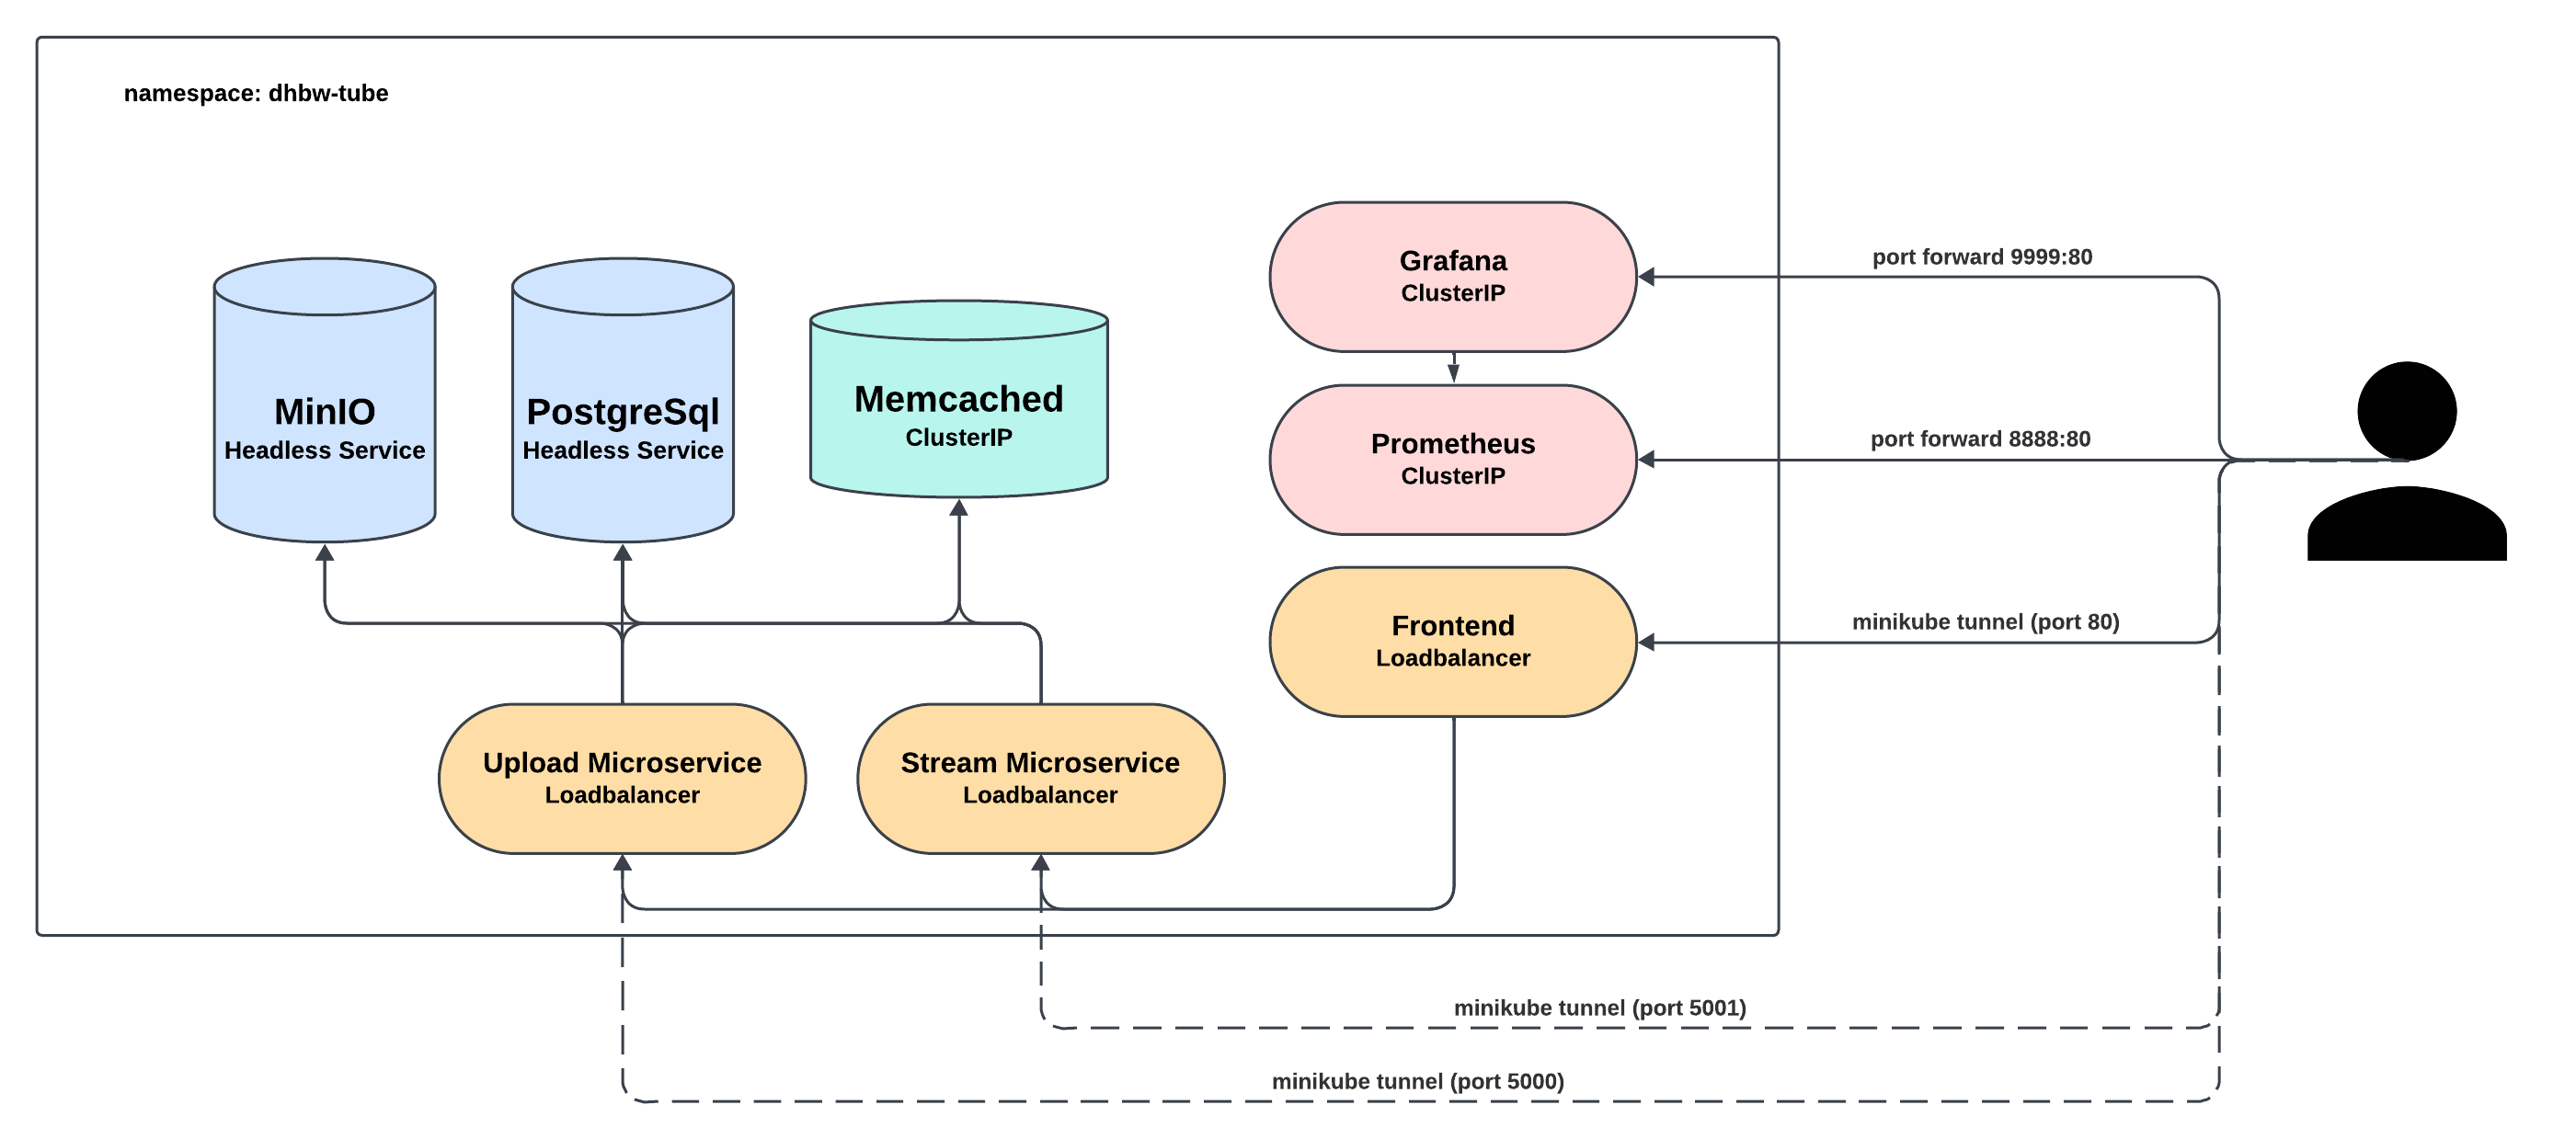 namespace: dhbw-tube
Grafana
ClusterIP
port forward 9999:80
MinIO
Headless Service
PostgreSql
Headless Service
Memcached
ClusterIP
Prometheus
ClusterIP
port forward 8888:80
Frontend
Loadbalancer
minikube tunnel (port 80)
Upload Microservice
Loadbalancer
Stream Microservice
Loadbalancer
minikube tunnel (port 5001)
minikube tunnel (port 5000)